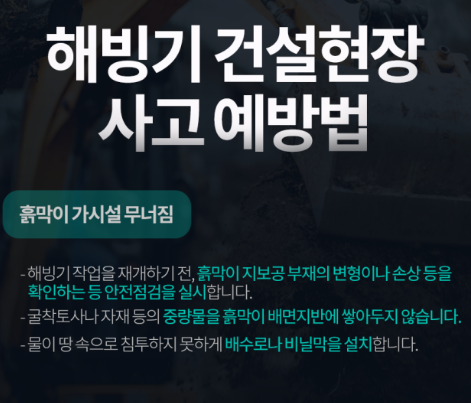 해빙기 건설현장
사고 예방법
흙막이 가시설 무너짐
- 해빙기 작업을 재개하기 전, 흙막이 지보공 부재의 변형이나 손상 등을
확인하는 등 안전점검을 실시합니다.
- 굴착토사나 자재 등의 중량물을 흙막이 배면지반에 쌓아두지 않습니다.
- 물이 땅 속으로 침투하지 못하게 배수로나 비닐막을 설치합니다.